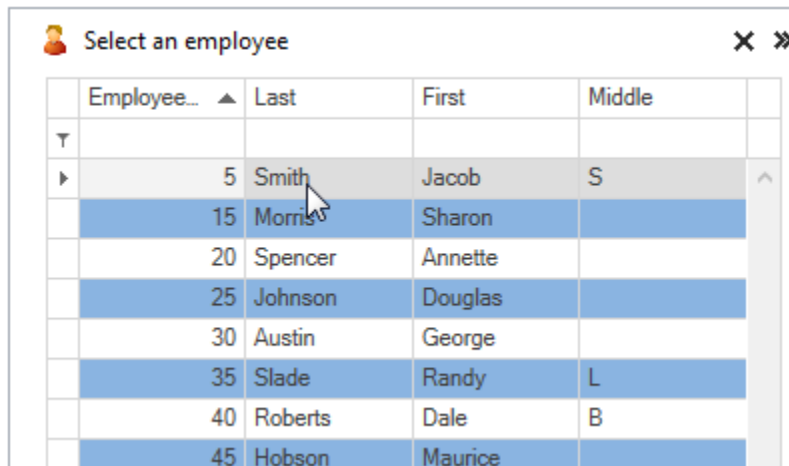 Select an employee
Employee... Last First Middle
5 Smith Jacob S
15 Morris Sharon
20 Spencer Annette
25 Johnson Douglas
30 Austin George
35 Slade Randy L
40 Roberts Dale B
45 Hobson Maurice